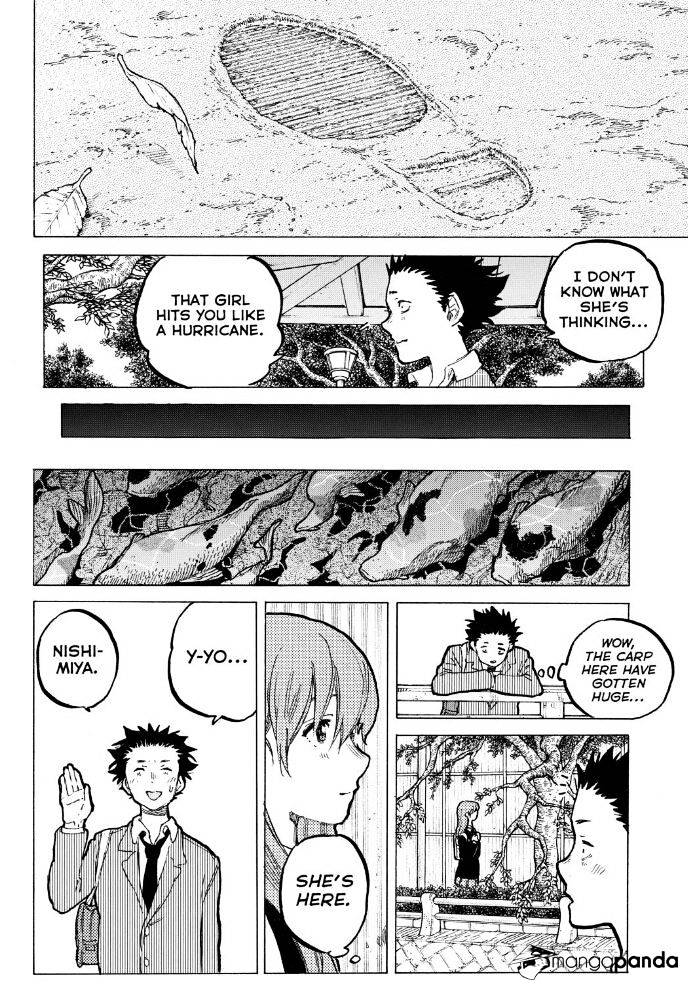 I DON'T
KNOW WHAT
SHE'S
THINKING...
THAT GIRL
HITS YOU LIKE
A HURRICANE.
WOW,
THE CARP
HERE HAVE
GOTTEN
HUGE...
SHE'S
HERE.
Y-YO...
NISHI-
MIYA.
mangapanda